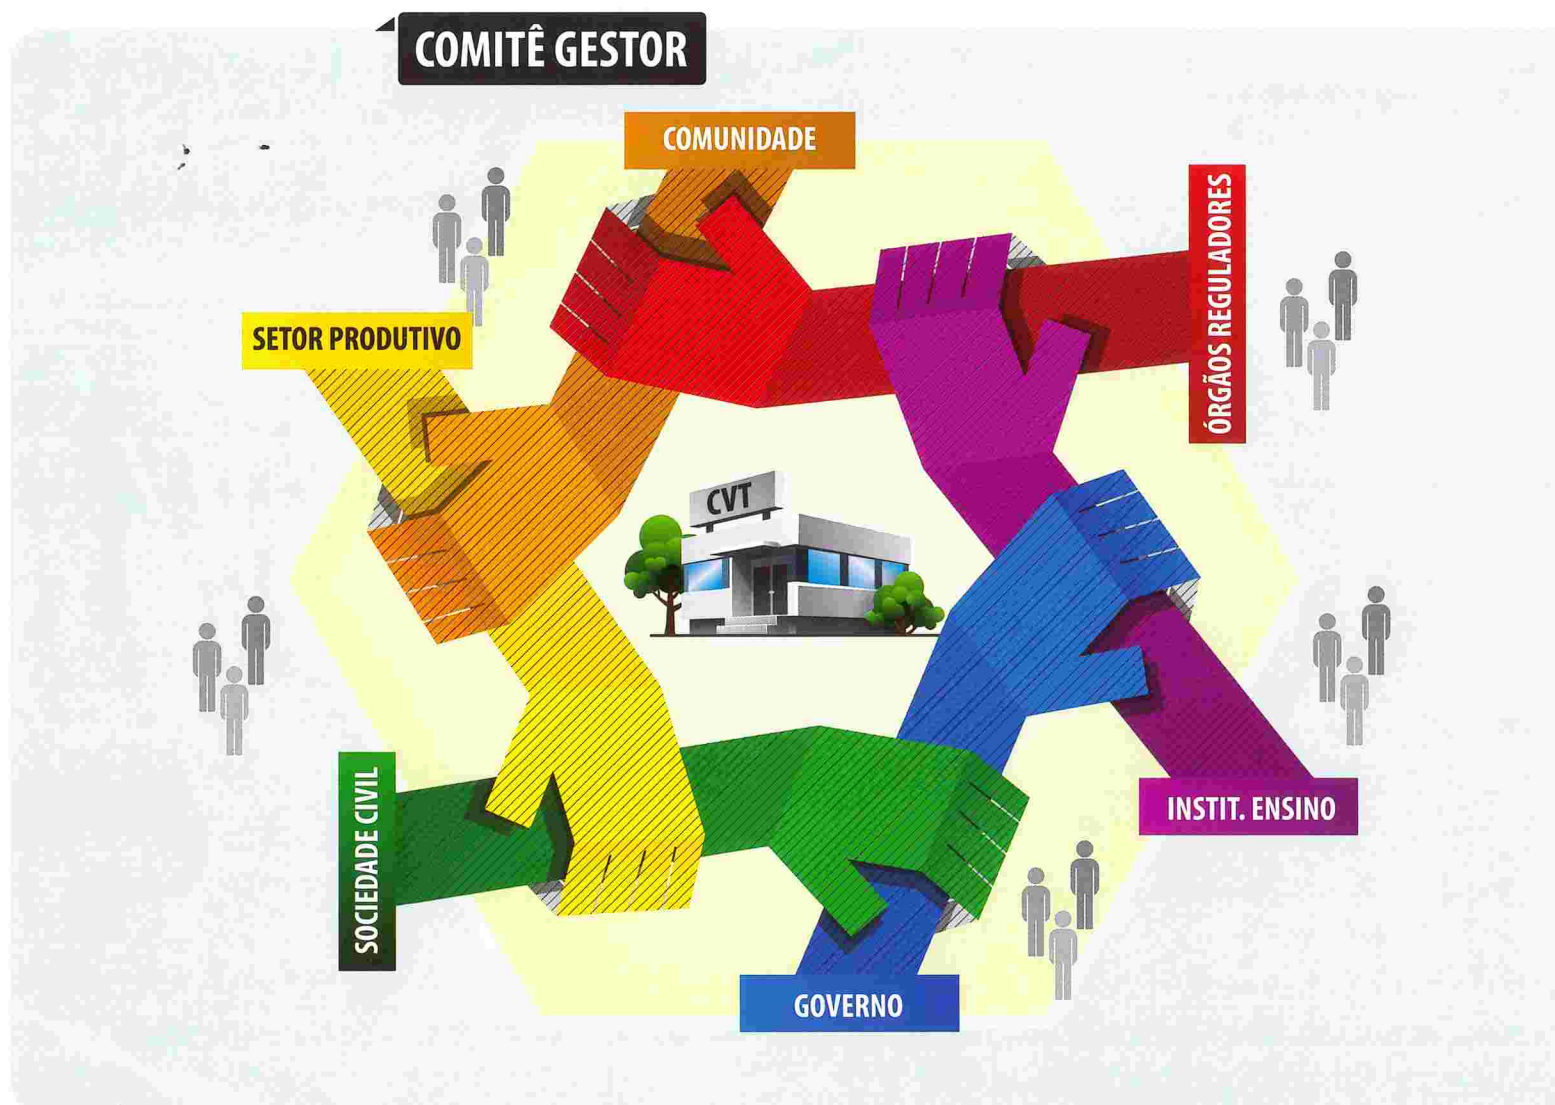 COMITÊ GESTOR
COMUNIDADE
ÓRGÃOS REGULADORES
SETOR PRODUTIVO
CVT
SOCIEDADE CIVIL
INSTIT. ENSINO
GOVERNO